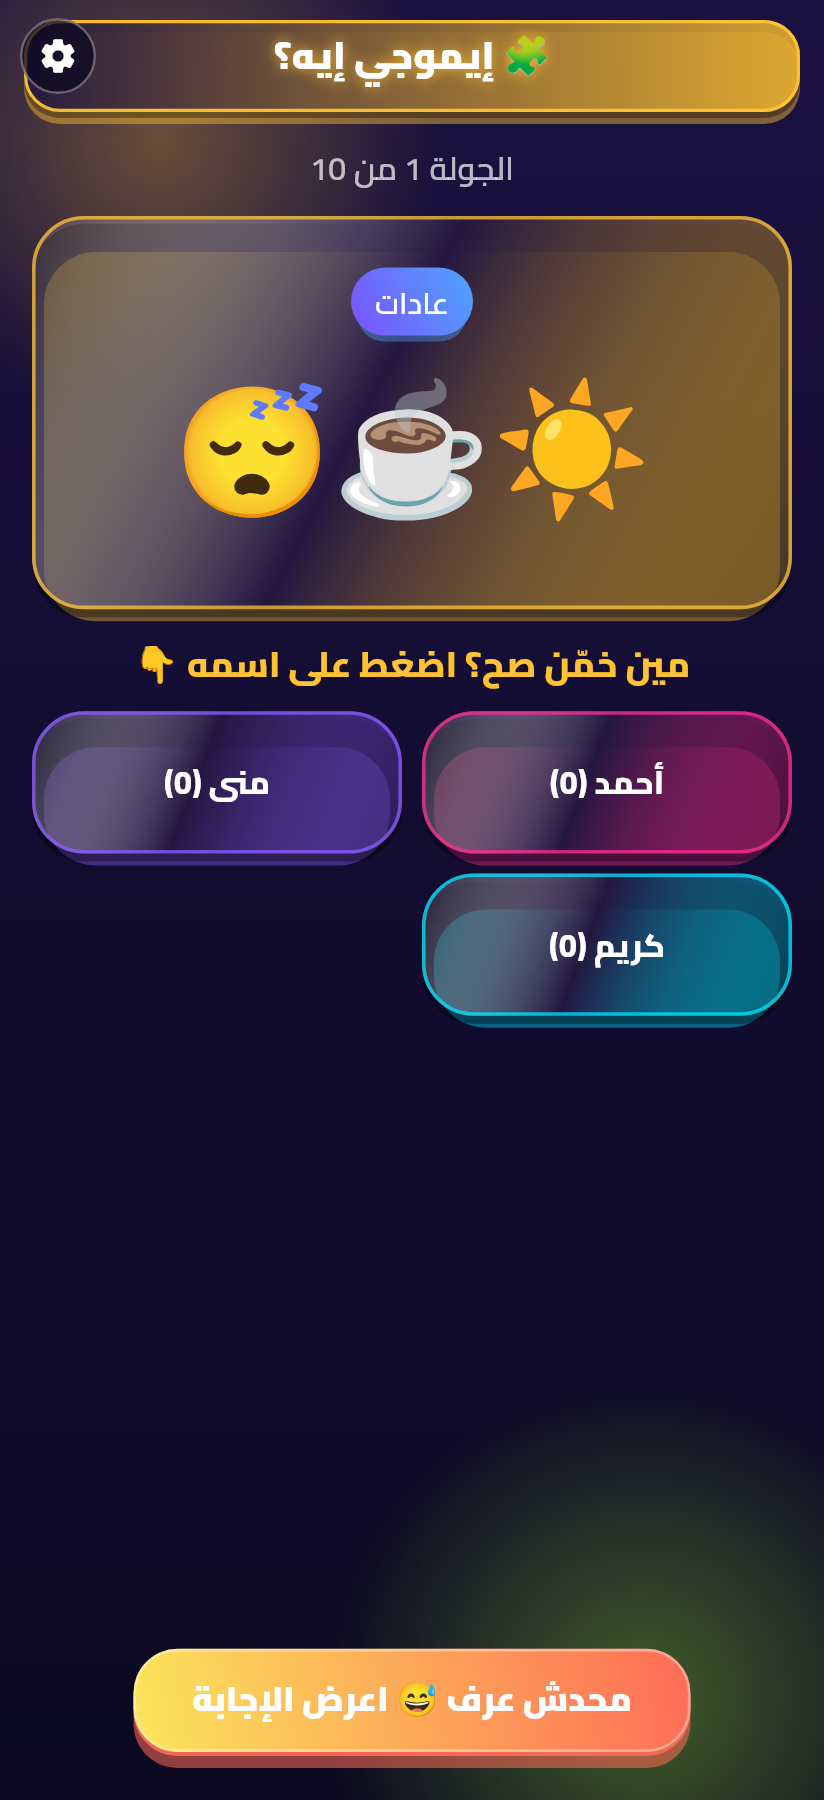 🧩 إيموجي إيه؟
الجولة 1 من 10
عادات
مين خمّن صح؟ اضغط على اسمه 👇
أحمد (0)
منى (0)
كريم (0)
محدش عرف 😅 اعرض الإجابة